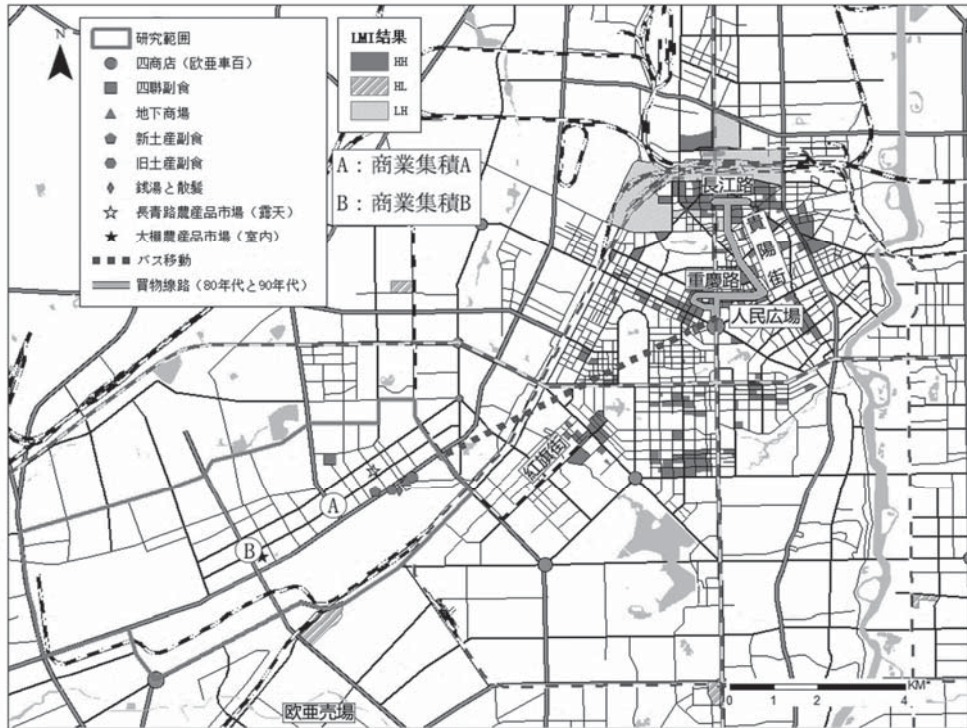 N
研究範囲
四商店（欧亜車百）
四聯副食
地下商場
新土産副食
旧土産副食
銭湯と散髪
長青路農産品市場（露天）
大棚農産品市場（室内）
バス移動
買物線路（80年代と90年代）
LMI結果
HH
HL
LH
A：商業集積A
B：商業集積B
長江路
貴陽街
重慶路
人民広場
紅旗街
A
B
欧亜売場
0 1 2 4
KM